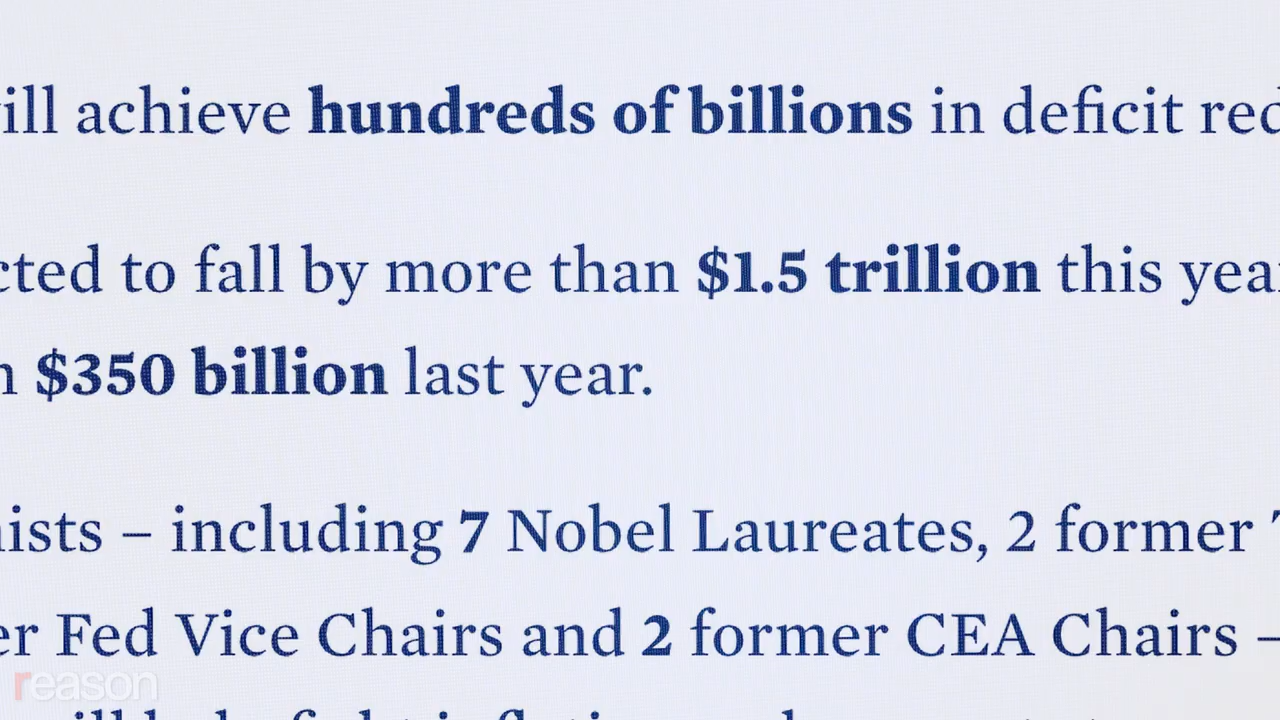 will achieve hundreds of billions in deficit red
cted to fall by more than $1.5 trillion this year
$350 billion last year.
ists – including 7 Nobel Laureates, 2 former
er Fed Vice Chairs and 2 former CEA Chairs –
reason